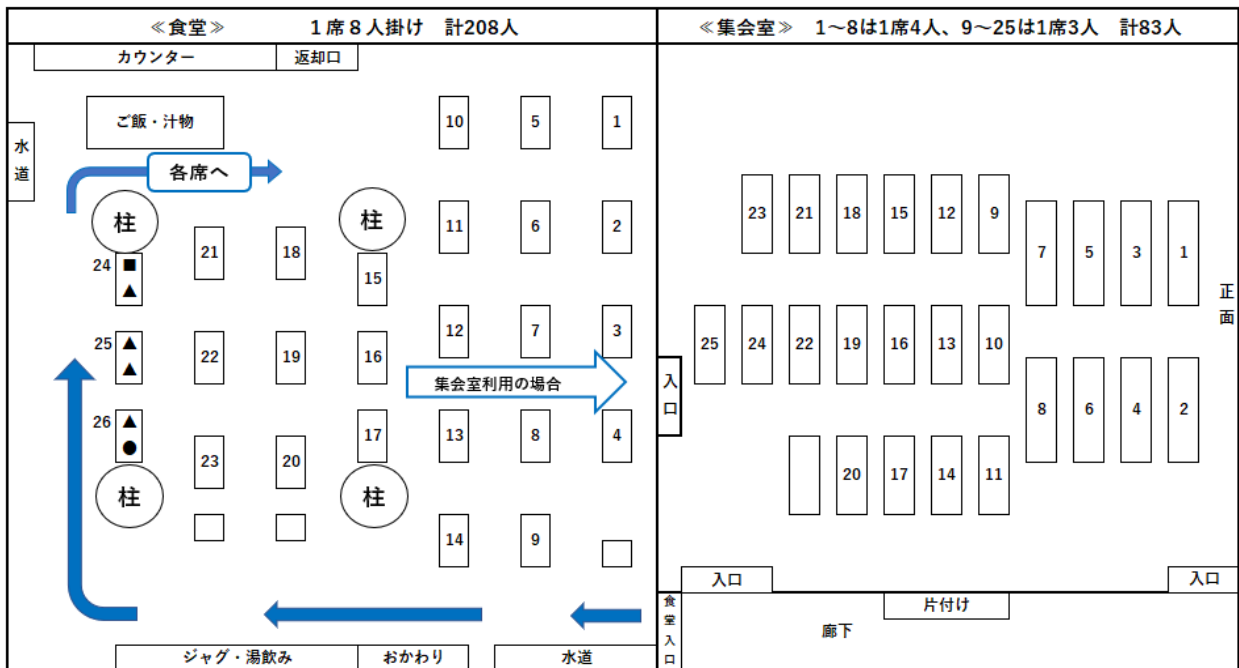 ≪食堂≫ 1席8人掛け 計208人
カウンター 返却口
ご飯・汁物
水道
各席へ
柱 柱
10 5 1
11 6 2
21 18
24 ■ ▲
15
12 7 3
25 ▲ ▲
22 19 16
集会室利用の場合
26 ▲ ●
17 13 8 4
23 20
柱 柱
14 9
ジャグ・湯飲み おかわり 水道
≪集会室≫ 1~8は1席4人、9~25は1席3人 計83人
23 21 18 15 12 9
7 5 3 1
正面
25 24 22 19 16 13 10
入口
8 6 4 2
20 17 14 11
入口 入口
食堂入口
片付け
廊下